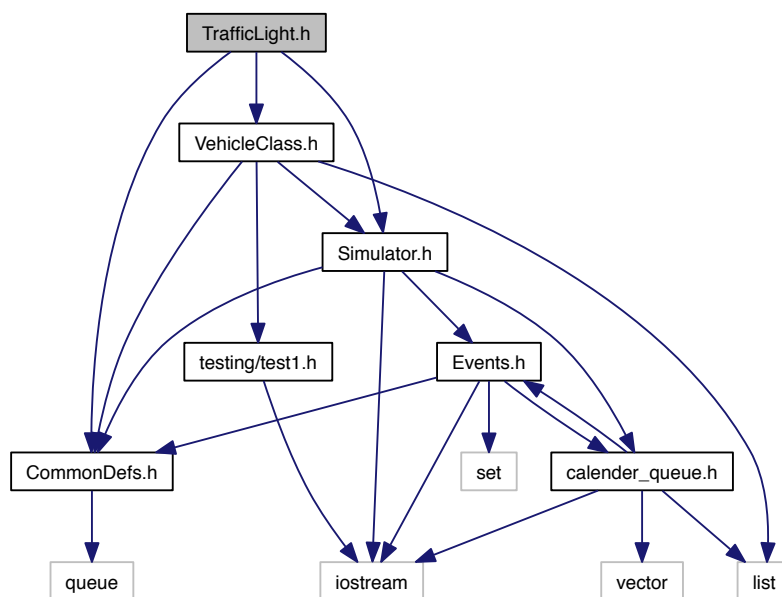 TrafficLight.h
VehicleClass.h
Simulator.h
testing/test1.h
Events.h
CommonDefs.h
set
calender_queue.h
queue
iostream
vector
list